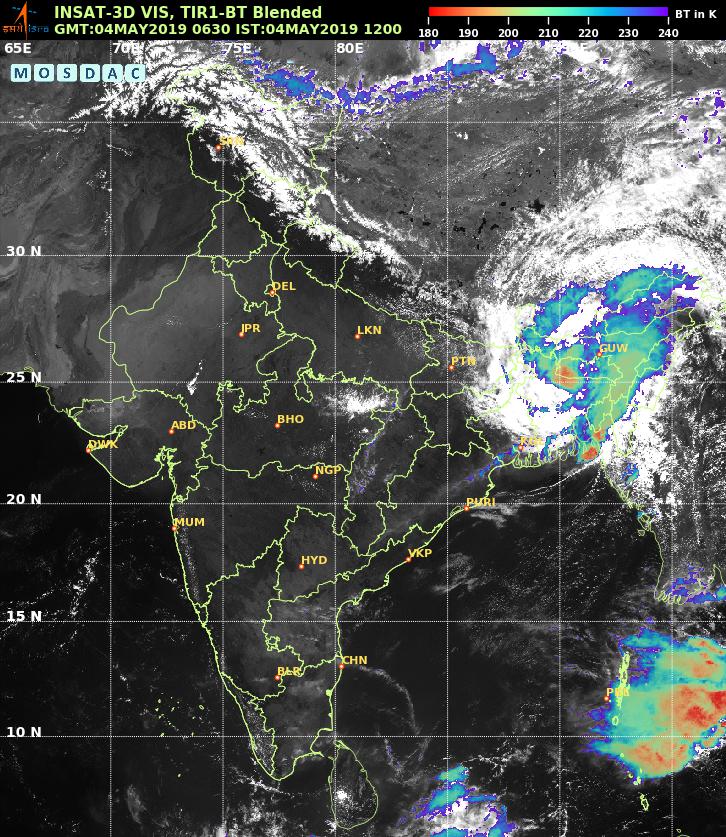 INSAT-3D VIS, TIR1-BT Blended
GMT:04MAY2019 0630 IST:04MAY2019 1200
BT in K
180 190 200 210 220 230 240
65E 70E 75E 80E
MOSDAC
SRN
30 N
DEL
JPR
LKN
GUW
PTN
25 N
ABD
BHO
DWK
NGP
20 N
PURI
MUM
VKP
HYD
15 N
CHN
BLR
10 N